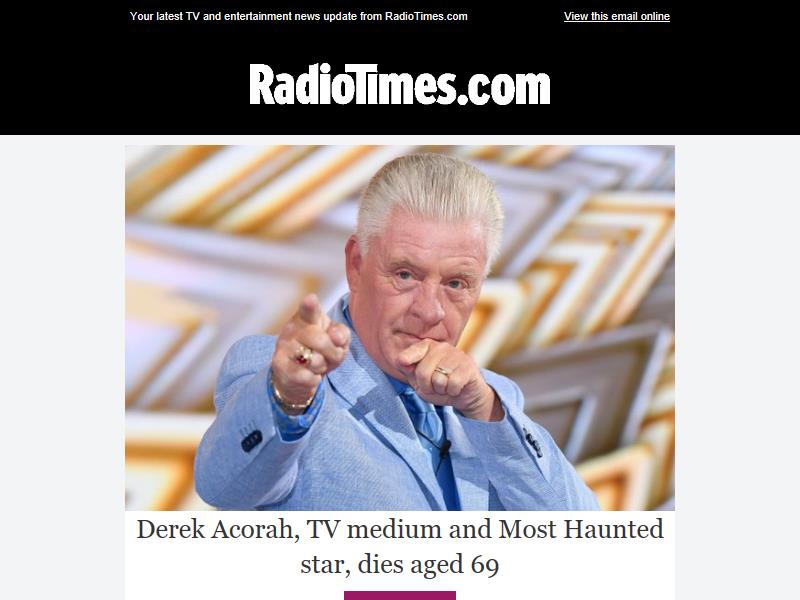 Your latest TV and entertainment news update from RadioTimes.com
View this email online
RadioTimes.com
Derek Acorah, TV medium and Most Haunted
star, dies aged 69